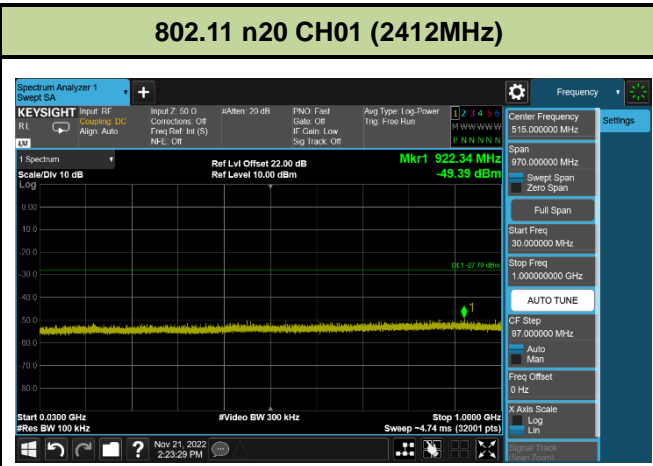 802.11 n20 CH01 (2412MHz)
Spectrum Analyzer 1
Swept SA
+
Frequency
KEYSIGHT
RL
LXI
Input: RF
Coupling: DC
Align: Auto
Input Z: 50 Ω
Corrections: Off
Freq Ref: Int (S)
NFE: Off
#Atten: 20 dB
PNO: Fast
Gate: Off
IF Gain: Low
Sig Track: Off
Avg Type: Log-Power
Trig: Free Run
1 2 3 4 5 6
M W W W W W
P N N N N N
Center Frequency
515.000000 MHz
Settings
Span
970.000000 MHz
Swept Span
Zero Span
Full Span
Start Freq
30.000000 MHz
Stop Freq
1.000000000 GHz
AUTO TUNE
CF Step
97.000000 MHz
Auto
Man
Freq Offset
0 Hz
X Axis Scale
Log
Lin
Signal Track
(Span Zoom)
1 Spectrum
Scale/Div 10 dB
Log
Ref Lvl Offset 22.00 dB
Ref Level 10.00 dBm
Mkr1 922.34 MHz
-49.39 dBm
0.00
-10.0
-20.0
-30.0
-40.0
-50.0
-60.0
-70.0
-80.0
DL1 -27.70 dBm
1
Start 0.0300 GHz
#Res BW 100 kHz
#Video BW 300 kHz
Stop 1.0000 GHz
Sweep ~4.74 ms (32001 pts)
?
Nov 21, 2022
2:23:29 PM